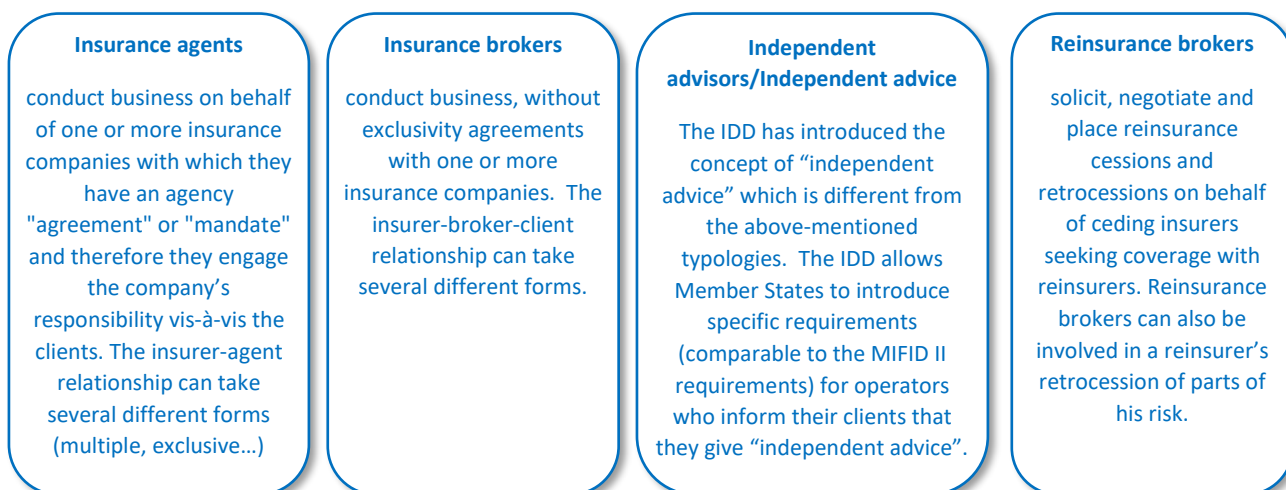 Insurance agents
conduct business on behalf
of one or more insurance
companies with which they
have an agency
"agreement" or "mandate"
and therefore they engage
the company's
responsibility vis-à-vis the
clients. The insurer-agent
relationship can take
several different forms
(multiple, exclusive…)
Insurance brokers
conduct business, without
exclusivity agreements
with one or more
insurance companies.  The
insurer-broker-client
relationship can take
several different forms.
Independent
advisors/Independent advice
The IDD has introduced the
concept of “independent
advice” which is different from
the above-mentioned
typologies.  The IDD allows
Member States to introduce
specific requirements
(comparable to the MIFID II
requirements) for operators
who inform their clients that
they give “independent advice”.
Reinsurance brokers
solicit, negotiate and
place reinsurance
cessions and
retrocessions on behalf
of ceding insurers
seeking coverage with
reinsurers. Reinsurance
brokers can also be
involved in a reinsurer’s
retrocession of parts of
his risk.